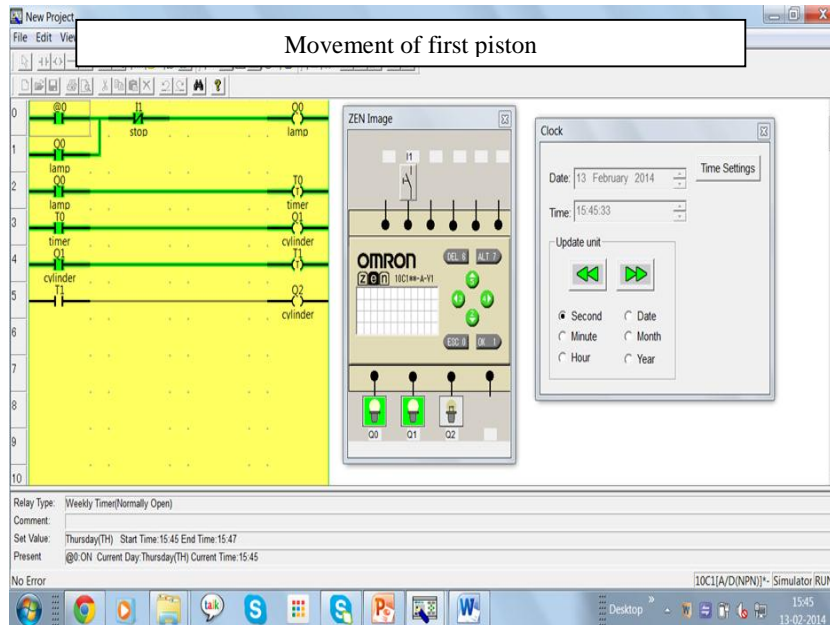 New Project
File Edit Vie
Movement of first piston
0 @0 I1 Q0
stop lamp
1 Q0
lamp
2 Q0 T0
lamp timer
3 T0 Q1
timer cylinder
4 Q1 T1
cylinder
5 T1 Q2
cylinder
6
7
8
9
10
ZEN Image
I1
OMRON
DEL 6 ALT 7
zen 10C1**-A-V1
ESC 0 OK 1
Q0 Q1 Q2
Clock
Date: 13 February 2014
Time Settings
Time: 15:45:33
Update unit
Second Date
Minute Month
Hour Year
Relay Type: Weekly Timer(Normally Open)
Comment:
Set Value: Thursday(TH) Start Time:15:45 End Time:15:47
Present @0:ON Current Day:Thursday(TH) Current Time:15:45
No Error
10C1[A/D(NPN)]*- Simulator RUN
talk
Desktop
15:45
13-02-2014